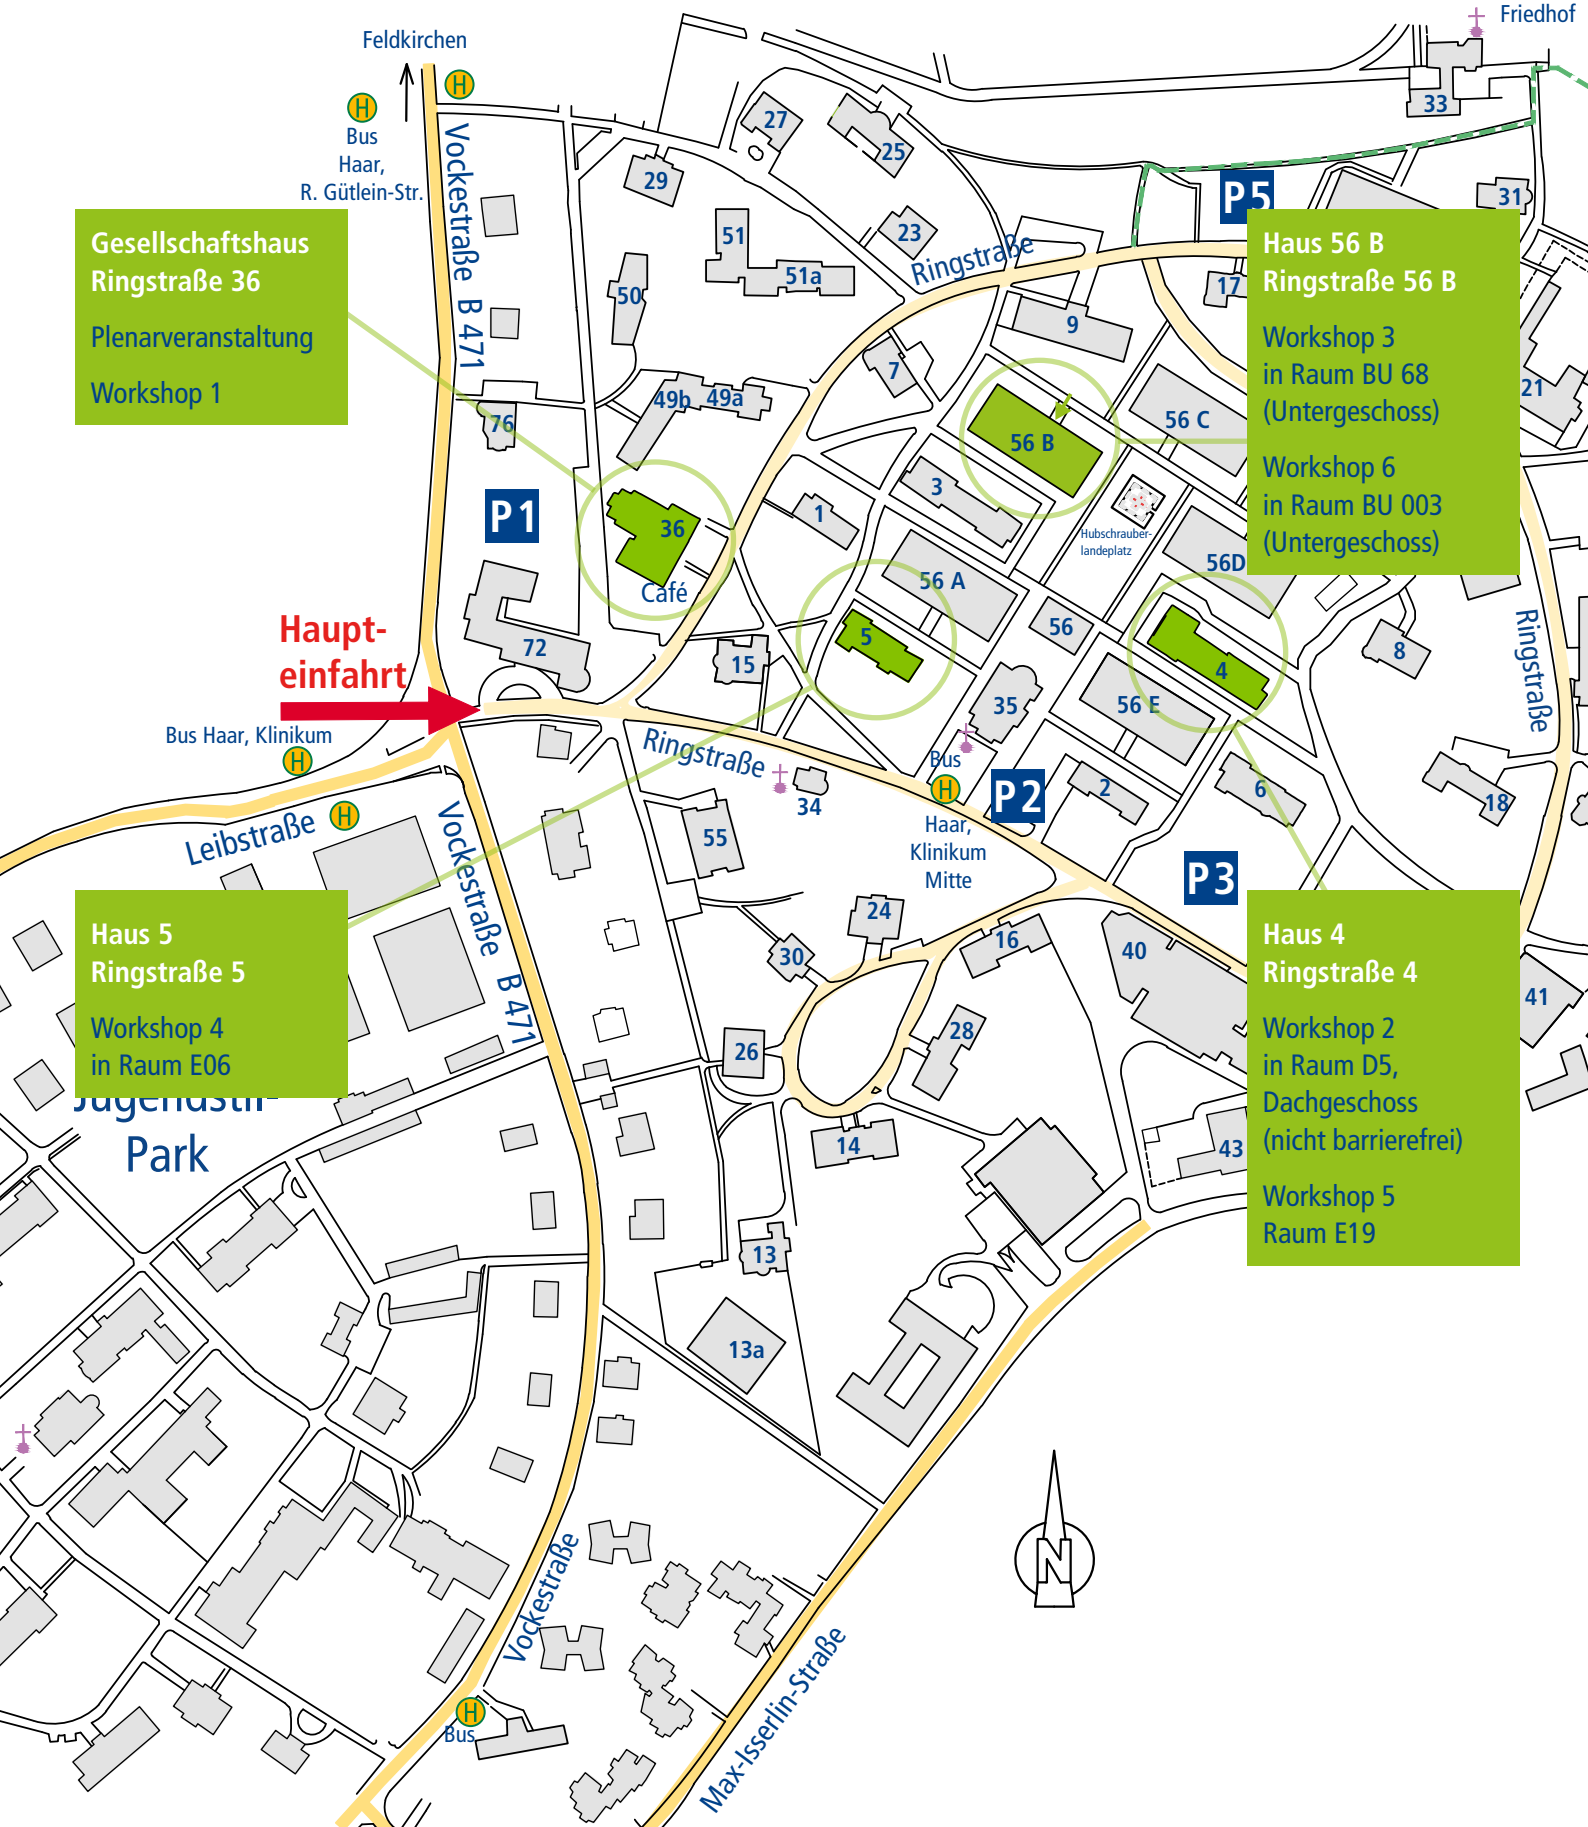 Friedhof
Feldkirchen
H
H
Bus
Haar,
R. Gütlein-Str.
Vockestraße B 471
27
25
33
29
P5
31
Gesellschaftshaus
Ringstraße 36
Plenarveranstaltung
Workshop 1
51
23
Ringstraße
51a
50
17
9
Haus 56 B
Ringstraße 56 B
Workshop 3
in Raum BU 68
(Untergeschoss)
Workshop 6
in Raum BU 003
(Untergeschoss)
7
21
49b
49a
76
56 C
56 B
3
P1
36
1
Hubschrauber-
landeplatz
56D
56 A
Café
Haupt-
einfahrt
5
56
72
15
4
8
Ringstraße
35
56 E
Bus Haar, Klinikum
H
Ringstraße
34
Bus
H
Haar,
Klinikum
Mitte
P2
2
6
18
Leibstraße
H
Vockestraße B 471
55
P3
24
16
40
30
Haus 5
Ringstraße 5
Workshop 4
in Raum E06
Haus 4
Ringstraße 4
Workshop 2
in Raum D5,
Dachgeschoss
(nicht barrierefrei)
Workshop 5
Raum E19
41
28
26
Jugendstil-
Park
14
43
13
13a
N
Vockestraße
Max-Isserlin-Straße
H
Bus